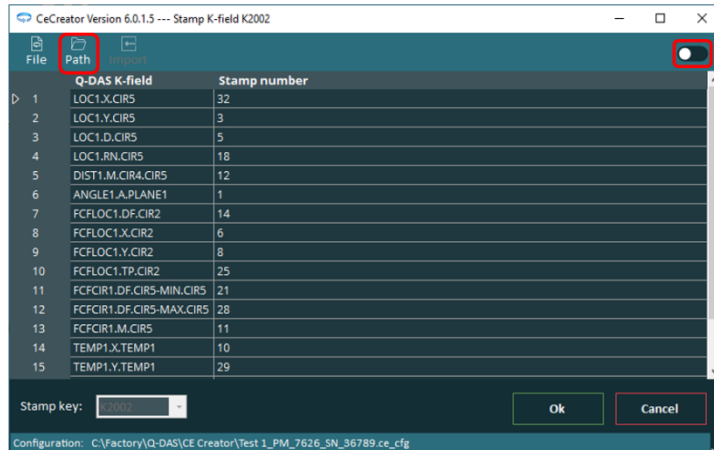 CeCreator Version 6.0.1.5 --- Stamp K-field K2002
File Path Import
Q-DAS K-field Stamp number
1 LOC1.X.CIR5 32
2 LOC1.Y.CIR5 3
3 LOC1.D.CIR5 5
4 LOC1.RN.CIR5 18
5 DIST1.M.CIR4.CIR5 12
6 ANGLE1.A.PLANE1 1
7 FCFLOC1.DF.CIR2 14
8 FCFLOC1.X.CIR2 6
9 FCFLOC1.Y.CIR2 8
10 FCFLOC1.TP.CIR2 25
11 FCFCIR1.DF.CIR5-MIN.CIR5 21
12 FCFCIR1.DF.CIR5-MAX.CIR5 28
13 FCFCIR1.M.CIR5 11
14 TEMP1.X.TEMP1 10
15 TEMP1.Y.TEMP1 29
Stamp key: K2002 Ok Cancel
Configuration: C:\Factory\Q-DAS\CE Creator\Test 1_PM_7626_SN_36789.ce_cfg